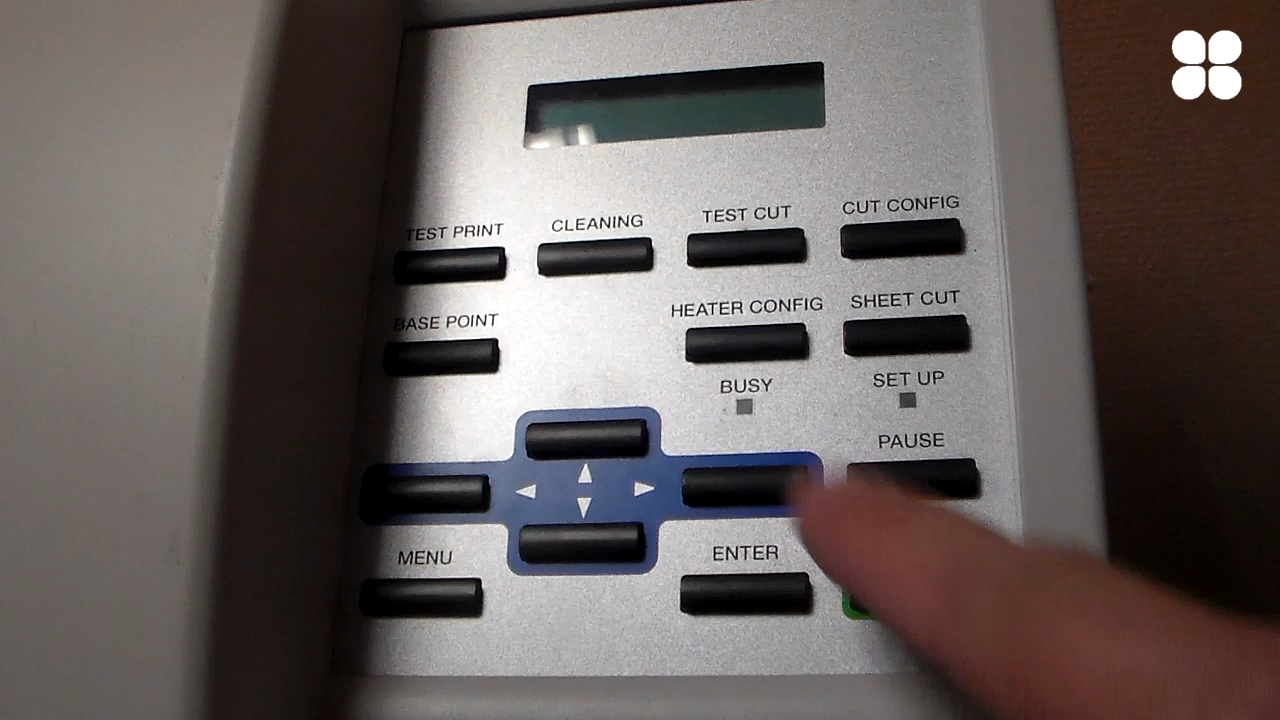 TEST PRINT
CLEANING
TEST CUT
CUT CONFIG
BASE POINT
HEATER CONFIG
SHEET CUT
BUSY
SET UP
PAUSE
MENU
ENTER